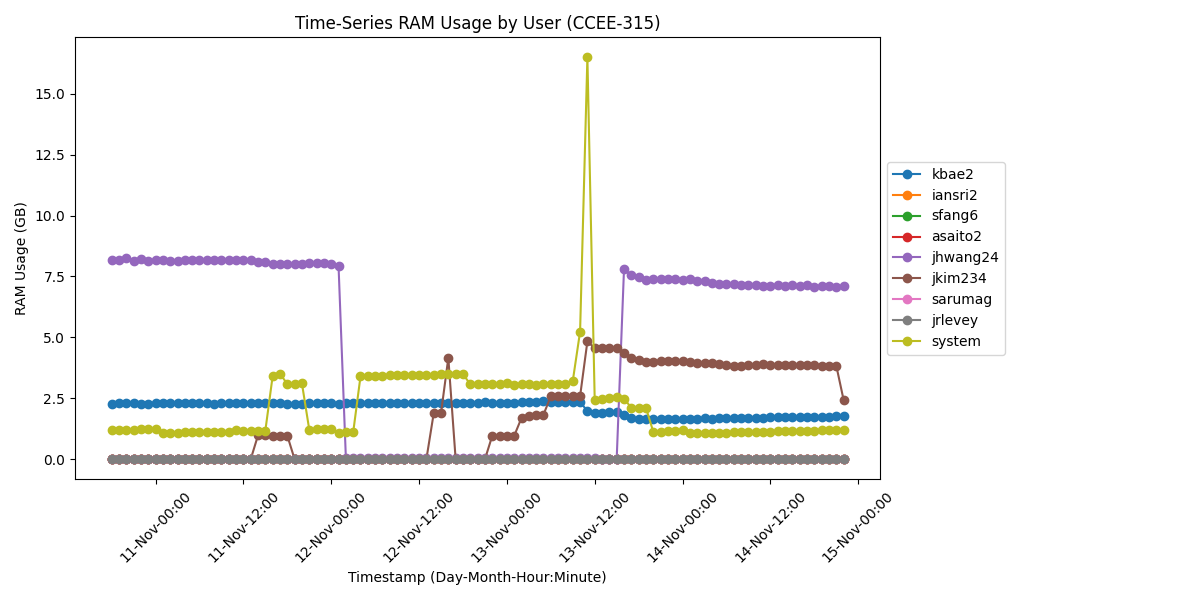 Time-Series RAM Usage by User (CCEE-315)
RAM Usage (GB)
15.0
12.5
10.0
7.5
5.0
2.5
0.0
11-Nov-00:00
11-Nov-12:00
12-Nov-00:00
12-Nov-12:00
13-Nov-00:00
13-Nov-12:00
14-Nov-00:00
14-Nov-12:00
15-Nov-00:00
Timestamp (Day-Month-Hour:Minute)
kbae2
iansri2
sfang6
asaito2
jhwang24
jkim234
sarumag
jrlevey
system